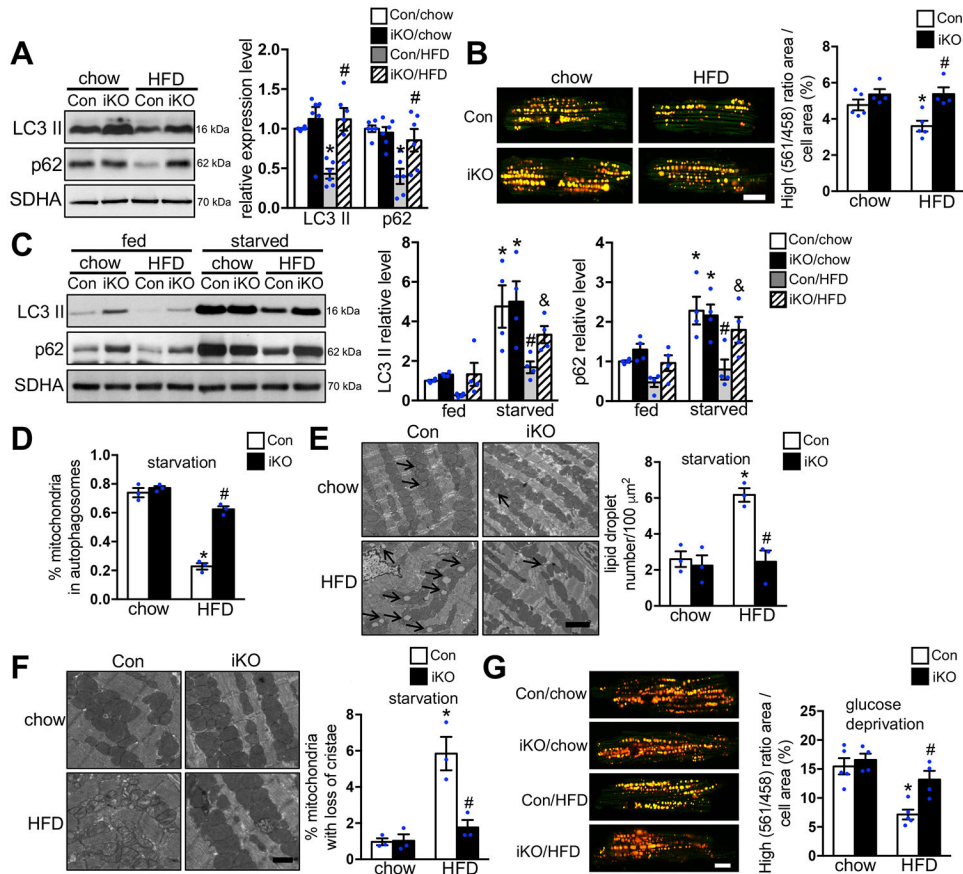 A
chow HFD
Con iKO Con iKO
LC3 II
16 kDa
p62
62 kDa
SDHA
70 kDa
relative expression level
2.0
1.5
1.0
0.5
0.0
LC3 II p62
Con/chow
iKO/chow
Con/HFD
iKO/HFD
* # * #
B
chow HFD
Con
iKO
High (561/458) ratio area /
cell area (%)
8
6
4
2
0
chow HFD
* #
Con
iKO
C
fed starved
chow HFD chow HFD
Con iKO Con iKO Con iKO Con iKO
LC3 II
16 kDa
p62
62 kDa
SDHA
70 kDa
LC3 II relative level
8
6
4
2
0
fed starved
* * # &
p62 relative level
4
3
2
1
0
fed starved
* * # &
Con/chow
iKO/chow
Con/HFD
iKO/HFD
D
Con
iKO
starvation
% mitochondria
in autophagosomes
1.0
0.8
0.6
0.4
0.2
0.0
chow HFD
* #
E
Con iKO
chow
HFD
Con
iKO
starvation
lipid droplet
number/100 µm2
8
6
4
2
0
chow HFD
* #
F
Con iKO
chow
HFD
Con
iKO
starvation
% mitochondria
with loss of cristae
10
8
6
4
2
0
chow HFD
* #
G
Con/chow
iKO/chow
Con/HFD
iKO/HFD
Con
iKO
glucose
deprivation
High (561/458) ratio area /
cell area (%)
25
20
15
10
5
0
chow HFD
* #